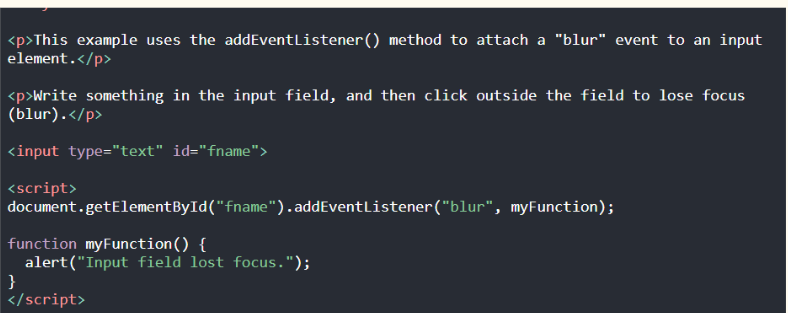 <p>This example uses the addEventListener() method to attach a "blur" event to an input
element.</p>
<p>Write something in the input field, and then click outside the field to lose focus
(blur).</p>
<input type="text" id="fname">
<script>
document.getElementById("fname").addEventListener("blur", myFunction);
function myFunction() {
  alert("Input field lost focus.");
}
</script>